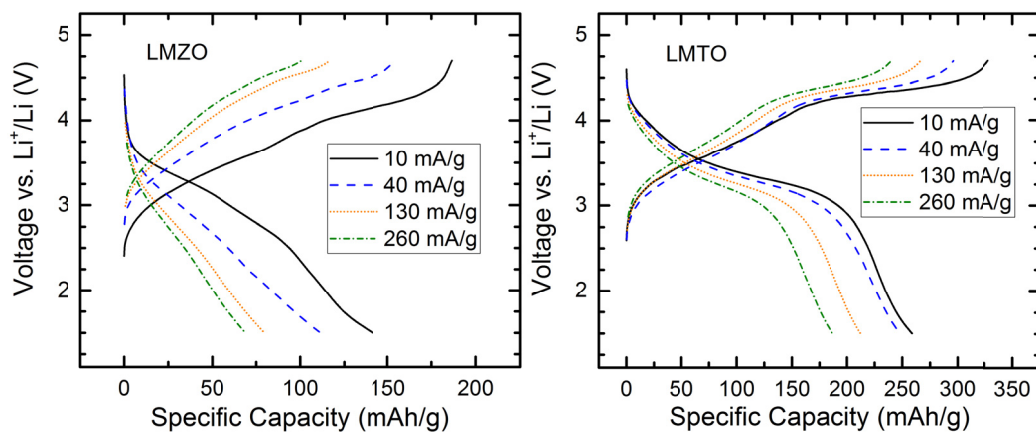 LMZO
5
4
3
2
Voltage vs. Li⁺/Li (V)
10 mA/g
40 mA/g
130 mA/g
260 mA/g
0 50 100 150 200
Specific Capacity (mAh/g)
LMTO
5
4
3
2
Voltage vs. Li⁺/Li (V)
10 mA/g
40 mA/g
130 mA/g
260 mA/g
0 50 100 150 200 250 300 350
Specific Capacity (mAh/g)